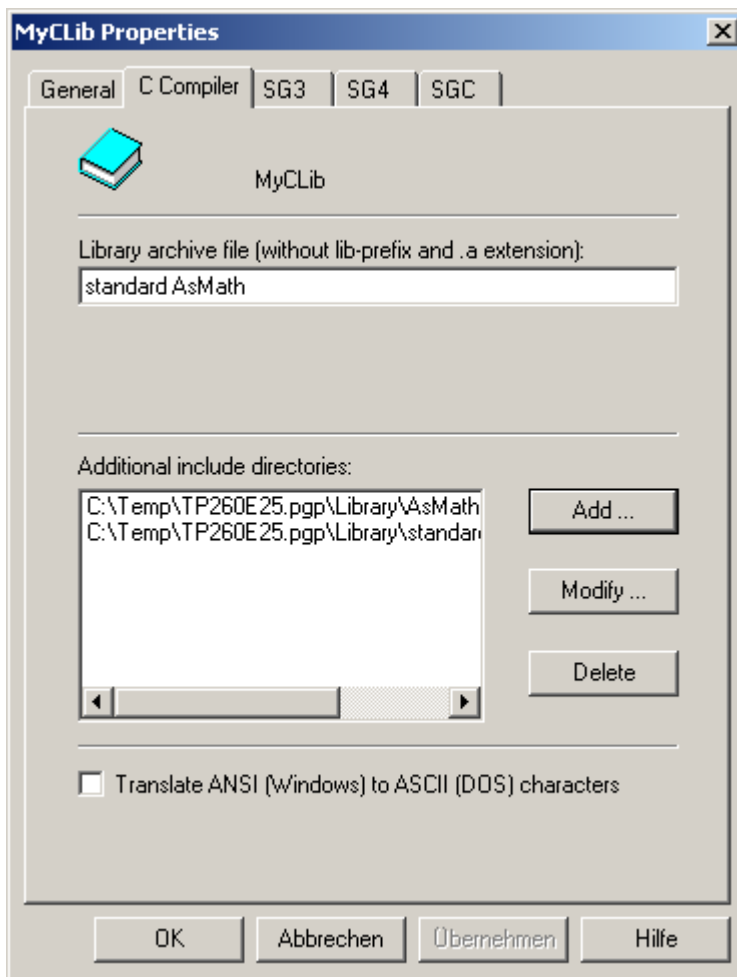 MyCLib Properties
General C Compiler SG3 SG4 SGC
MyCLib
Library archive file (without lib-prefix and .a extension):
standard AsMath
Additional include directories:
C:\Temp\TP260E25.pgp\Library\AsMath
C:\Temp\TP260E25.pgp\Library\standar
Add ...
Modify ...
Delete
Translate ANSI (Windows) to ASCII (DOS) characters
OK Abbrechen Übernehmen Hilfe